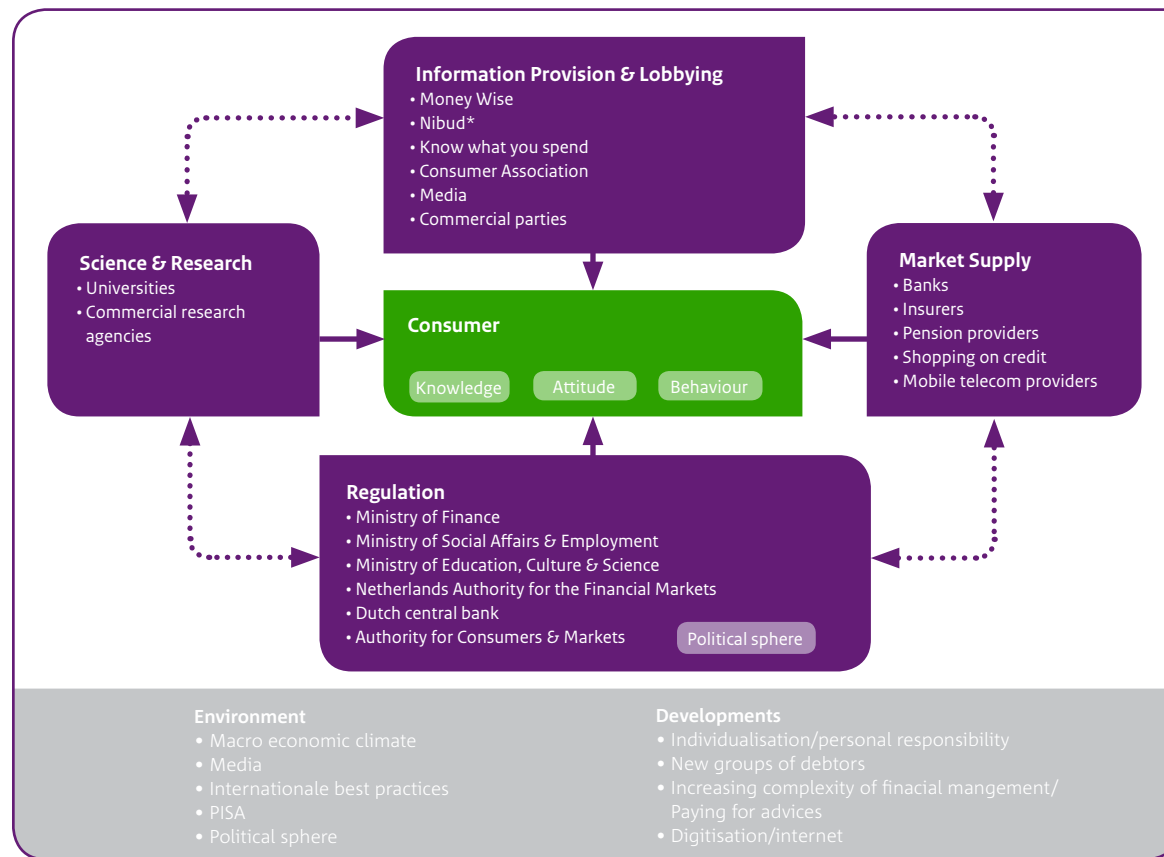 Information Provision & Lobbying
• Money Wise
• Nibud*
• Know what you spend
• Consumer Association
• Media
• Commercial parties
Science & Research
• Universities
• Commercial research
agencies
Market Supply
• Banks
• Insurers
• Pension providers
• Shopping on credit
• Mobile telecom providers
Consumer
Knowledge
Attitude
Behaviour
Regulation
• Ministry of Finance
• Ministry of Social Affairs & Employment
• Ministry of Education, Culture & Science
• Netherlands Authority for the Financial Markets
• Dutch central bank
• Authority for Consumers & Markets
Political sphere
Environment
• Macro economic climate
• Media
• Internationale best practices
• PISA
• Political sphere
Developments
• Individualisation/personal responsibility
• New groups of debtors
• Increasing complexity of finacial mangement/
Paying for advices
• Digitisation/internet